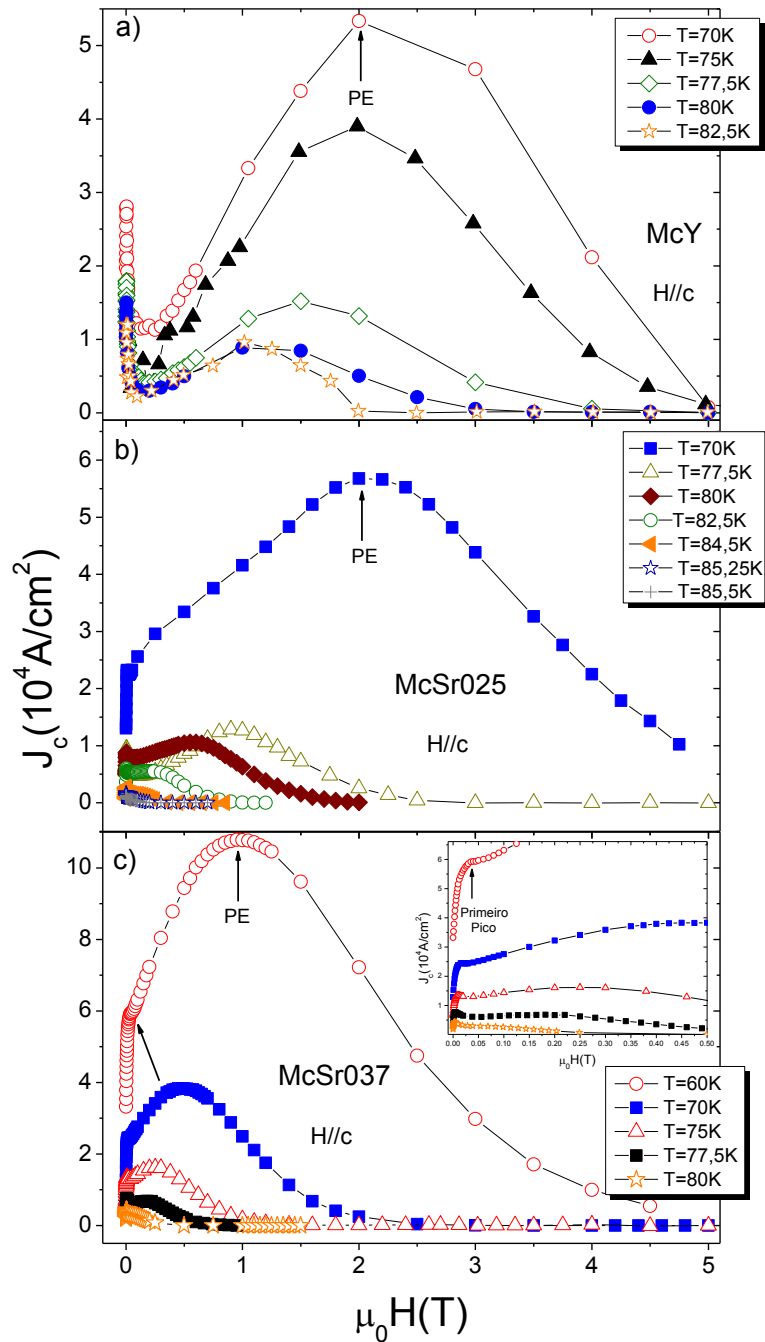 a)
5
4
3
2
1
0
PE
McY
H//c
T=70K
T=75K
T=77,5K
T=80K
T=82,5K
b)
6
5
4
3
2
1
0
J_c(10^4A/cm^2)
PE
McSr025
H//c
T=70K
T=77,5K
T=80K
T=82,5K
T=84,5K
T=85,25K
T=85,5K
c)
10
8
6
4
2
0
PE
McSr037
H//c
6
5
4
3
2
1
J_c(10^4A/cm^2)
Primeiro
Pico
0.00 0.05 0.10 0.15 0.20 0.25 0.30 0.35 0.40 0.45 0.50
μ_0H(T)
T=60K
T=70K
T=75K
T=77,5K
T=80K
0 1 2 3 4 5
μ_0H(T)